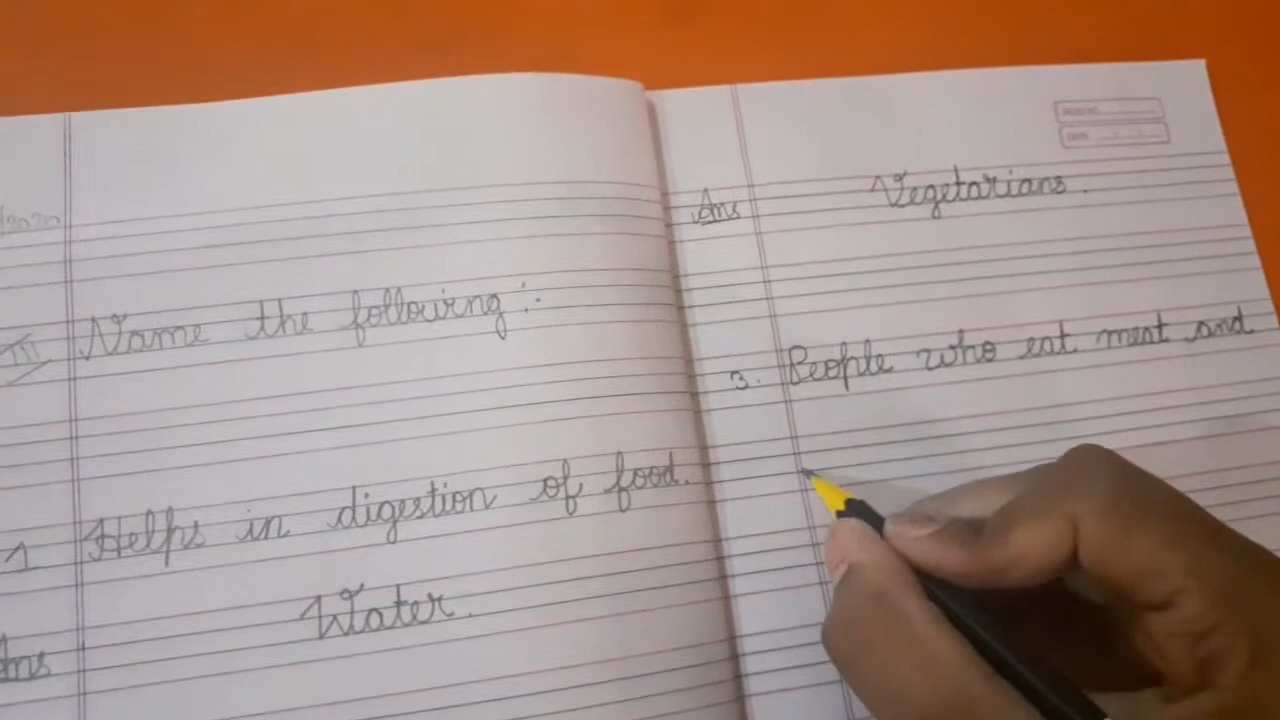 III Name the following :-
1 Helps in digestion of food.
Ans Water.
Ans Vegetarians.
3. People who eat meat and